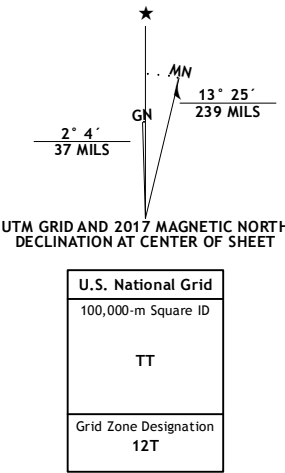 ★
MN
GN
13° 25´
239 MILS
2° 4´
37 MILS
UTM GRID AND 2017 MAGNETIC NORTH
DECLINATION AT CENTER OF SHEET
U.S. National Grid
100,000-m Square ID
TT
Grid Zone Designation
12T